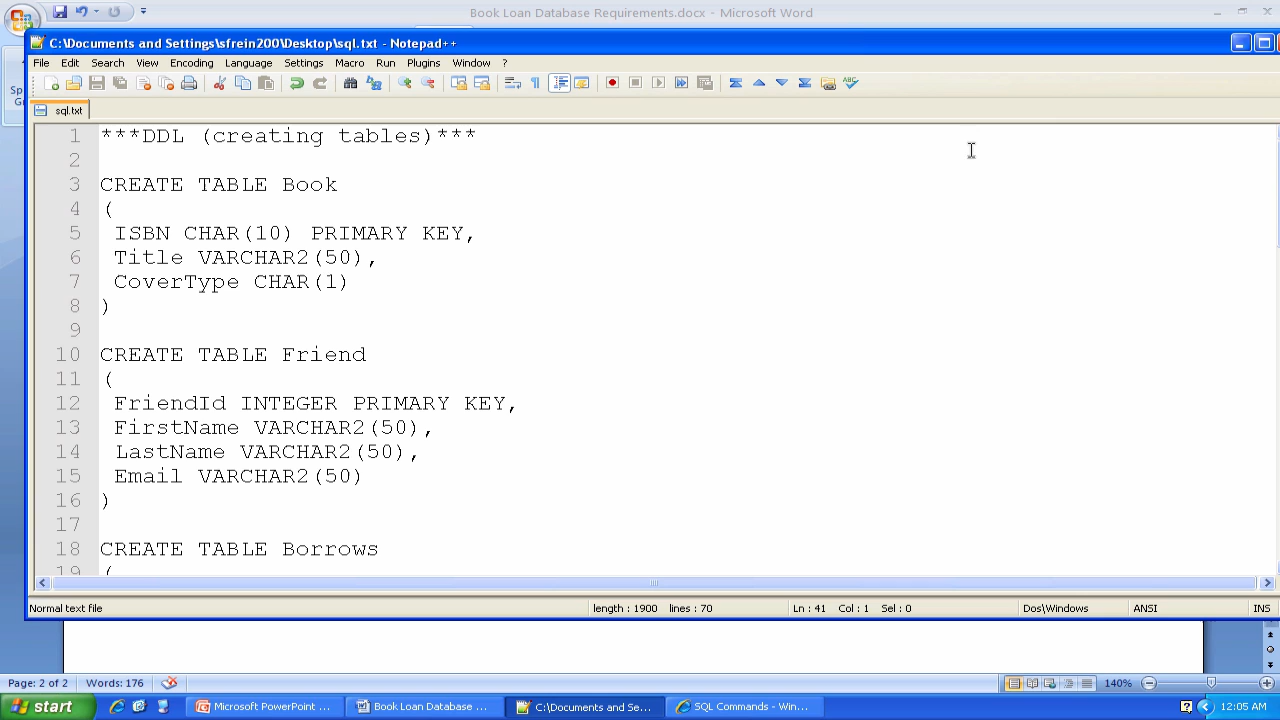 Book Loan Database Requirements.docx - Microsoft Word
C:\Documents and Settings\sfrein200\Desktop\sql.txt - Notepad++
File Edit Search View Encoding Language Settings Macro Run Plugins Window ?
sql.txt
1 ***DDL (creating tables)***
2
3 CREATE TABLE Book
4 (
5 ISBN CHAR(10) PRIMARY KEY,
6 Title VARCHAR2(50),
7 CoverType CHAR(1)
8 )
9
10 CREATE TABLE Friend
11 (
12 FriendId INTEGER PRIMARY KEY,
13 FirstName VARCHAR2(50),
14 LastName VARCHAR2(50),
15 Email VARCHAR2(50)
16 )
17
18 CREATE TABLE Borrows
19 (
Normal text file length : 1900 lines : 70 Ln : 41 Col : 1 Sel : 0 Dos\Windows ANSI INS
Page: 2 of 2 Words: 176 140%
start Microsoft PowerPoint ... Book Loan Database ... C:\Documents and Se... SQL Commands - Win... 12:05 AM